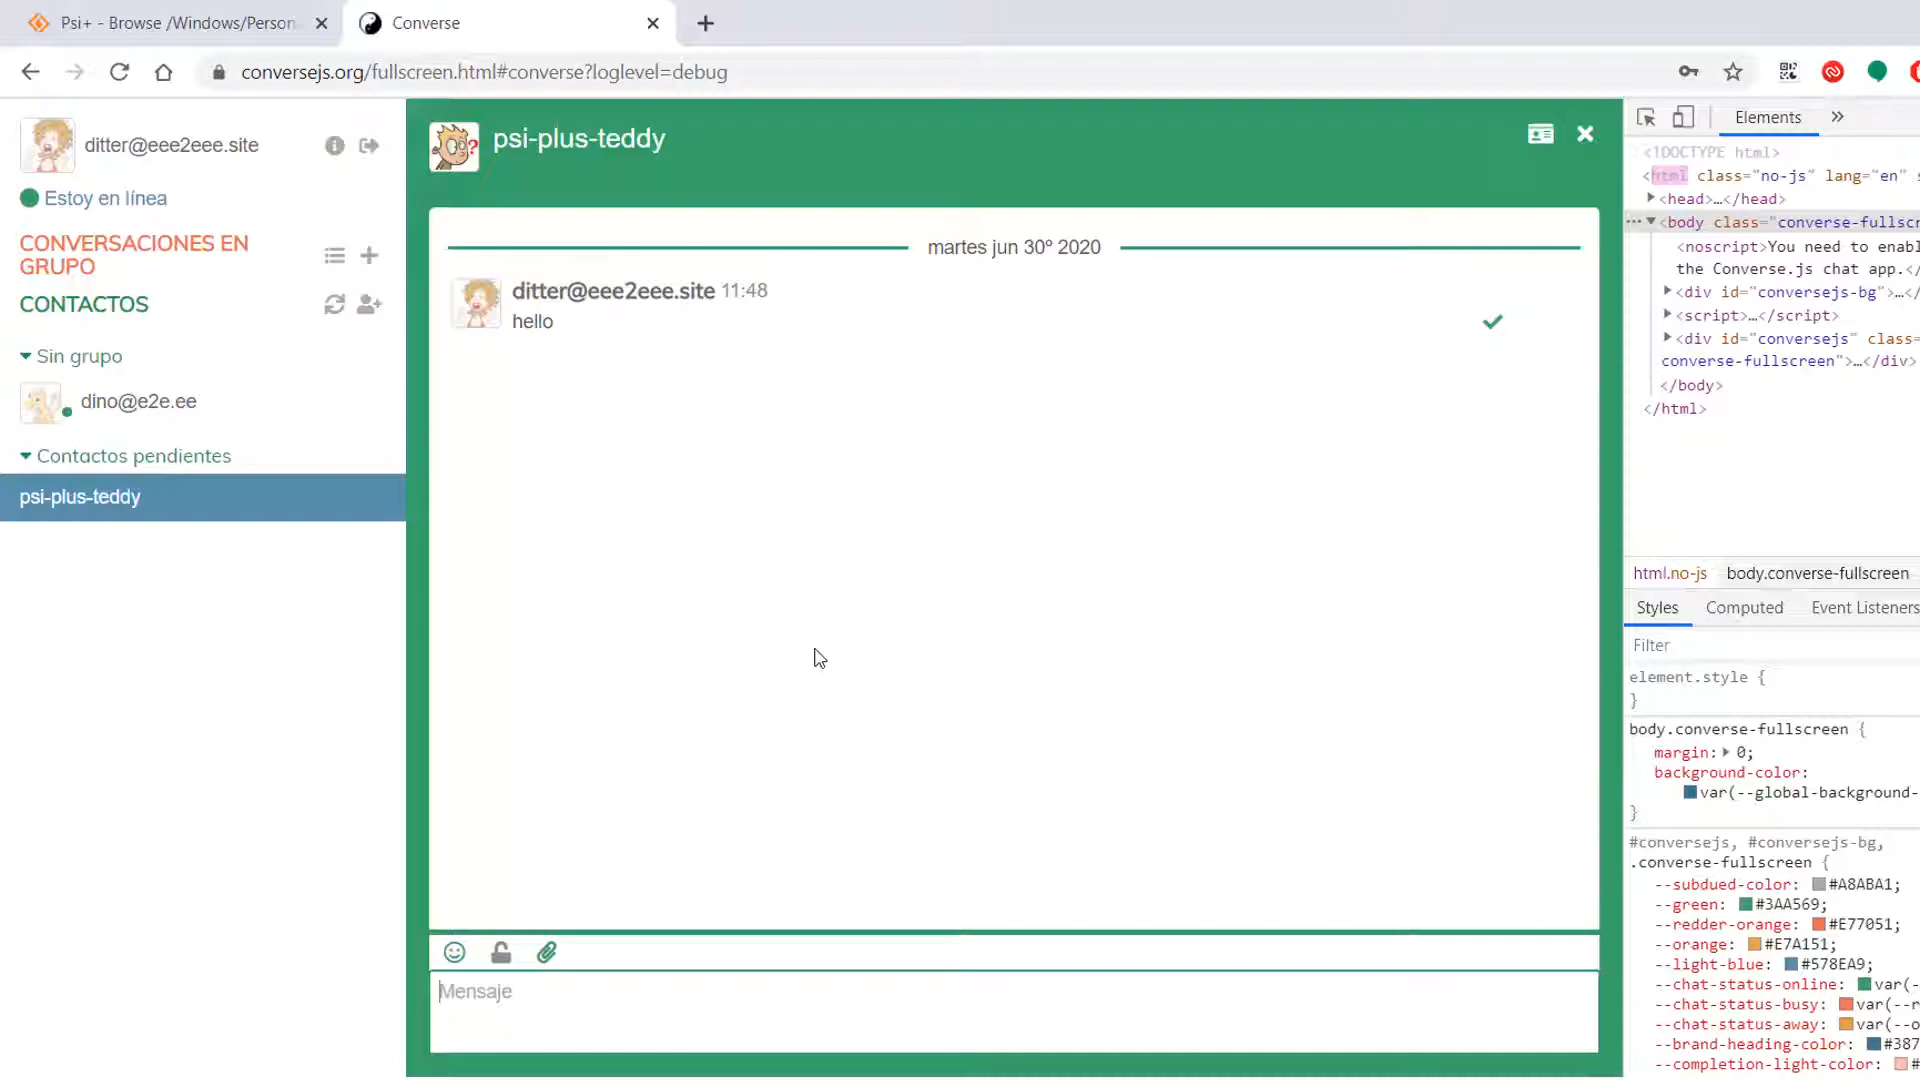 Psi+ - Browse /Windows/Person
Converse
conversejs.org/fullscreen.html#converse?loglevel=debug
ditter@eee2eee.site
Estoy en línea
CONVERSACIONES EN
GRUPO
CONTACTOS
Sin grupo
dino@e2e.ee
Contactos pendientes
psi-plus-teddy
psi-plus-teddy
martes jun 30º 2020
ditter@eee2eee.site 11:48
hello
Mensaje
Elements
<!DOCTYPE html>
<html class="no-js" lang="en"
<head>…</head>
<body class="converse-fullscr
<noscript>You need to enabl
the Converse.js chat app.</
<div id="conversejs-bg">…</
<script>…</script>
<div id="conversejs" class=
converse-fullscreen">…</div>
</body>
</html>
html.no-js body.converse-fullscreen
Styles Computed Event Listeners
Filter
element.style {
}
body.converse-fullscreen {
margin: 0;
background-color:
var(--global-background-
}
#conversejs, #conversejs-bg,
.converse-fullscreen {
--subdued-color: #A8ABA1;
--green: #3AA569;
--redder-orange: #E77051;
--orange: #E7A151;
--light-blue: #578EA9;
--chat-status-online: var(-
--chat-status-busy: var(--r
--chat-status-away: var(--o
--brand-heading-color: #387
--completion-light-color: #